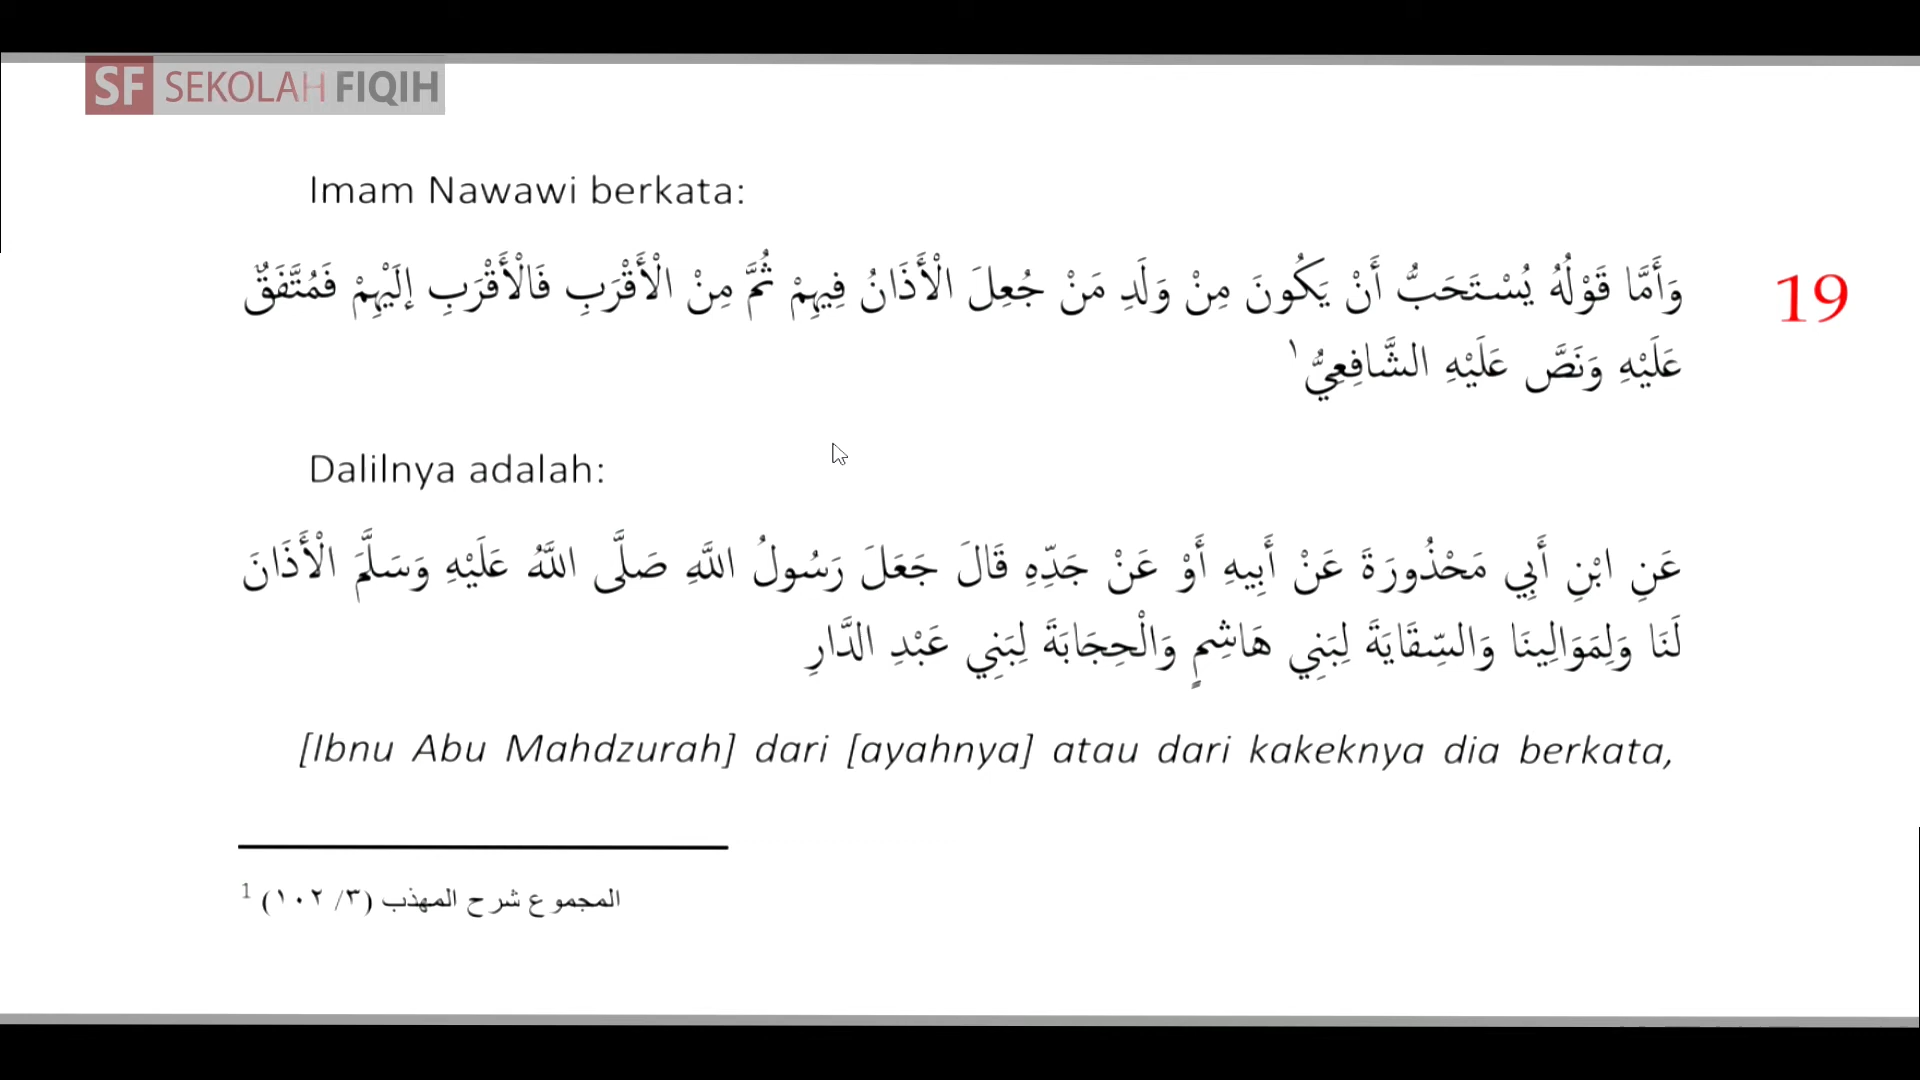 SF SEKOLAH FIQIH
Imam Nawawi berkata:
وَأَمَّا قَوْلُهُ يُسْتَحَبُّ أَنْ يَكُونَ مِنْ وَلَدِ مَنْ جُعِلَ الْأَذَانُ فِيهِمْ ثُمَّ مِنْ الْأَقْرَبِ فَالْأَقْرَبِ إلَيْهِمْ فَمُتَّفَقٌ
عَلَيْهِ وَنَصَّ عَلَيْهِ الشَّافِعِيُّ ١
19
Dalilnya adalah:
عَنِ ابْنِ أَبِي مَحْذُورَةَ عَنْ أَبِيهِ أَوْ عَنْ جَدِّهِ قَالَ جَعَلَ رَسُولُ اللَّهِ صَلَّى اللَّهُ عَلَيْهِ وَسَلَّمَ الْأَذَانَ
لَنَا وَلِمَوَالِينَا وَالسِّقَايَةَ لِبَنِي هَاشِمٍ وَالْحِجَابَةَ لِبَنِي عَبْدِ الدَّارِ
[Ibnu Abu Mahdzurah] dari [ayahnya] atau dari kakeknya dia berkata,
1 المجموع شرح المهذب (٣/ ١٠٢)